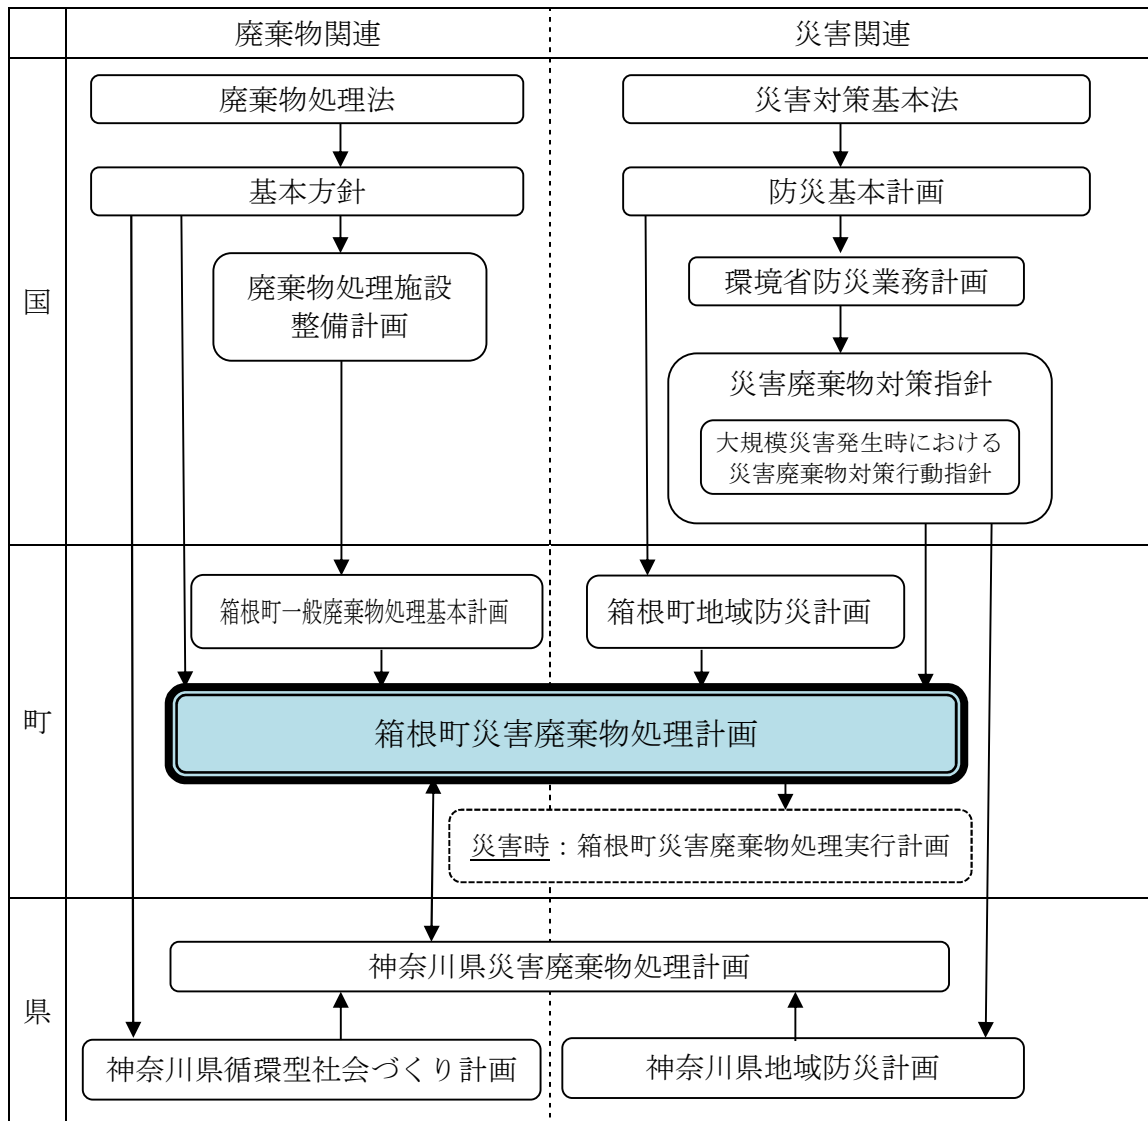 廃棄物関連
災害関連
国
廃棄物処理法
災害対策基本法
基本方針
防災基本計画
廃棄物処理施設
整備計画
環境省防災業務計画
災害廃棄物対策指針
大規模災害発生時における
災害廃棄物対策行動指針
町
箱根町一般廃棄物処理基本計画
箱根町地域防災計画
箱根町災害廃棄物処理計画
災害時：箱根町災害廃棄物処理実行計画
県
神奈川県災害廃棄物処理計画
神奈川県循環型社会づくり計画
神奈川県地域防災計画